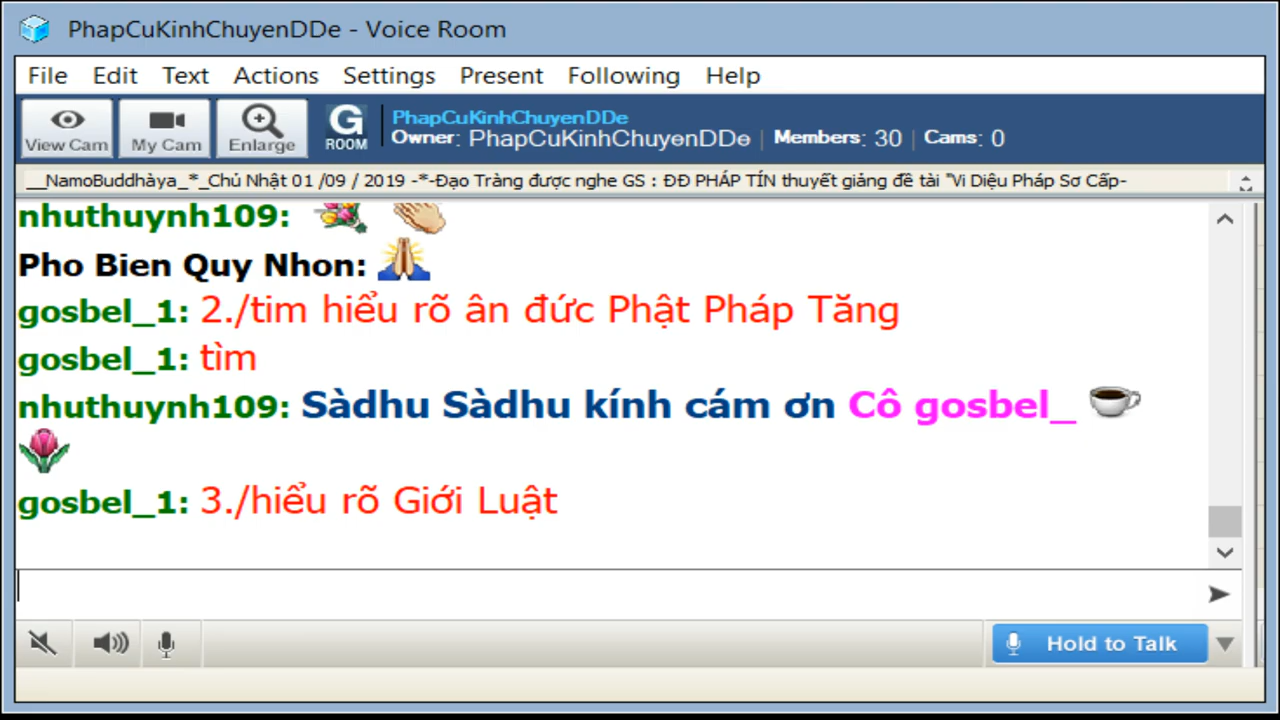 PhapCuKinhChuyenDDe - Voice Room
File Edit Text Actions Settings Present Following Help
View Cam My Cam Enlarge G ROOM
PhapCuKinhChuyenDDe
Owner: PhapCuKinhChuyenDDe | Members: 30 | Cams: 0
__NamoBuddhàya_*_Chủ Nhật 01 /09 / 2019 -*-Đạo Tràng được nghe GS : ĐĐ PHÁP TÍN thuyết giảng đề tài "Vi Diệu Pháp Sơ Cấp-
nhuthuynh109:
Pho Bien Quy Nhon:
gosbel_1: 2./tim hiểu rõ ân đức Phật Pháp Tăng
gosbel_1: tìm
nhuthuynh109: Sàdhu Sàdhu kính cám ơn Cô gosbel_
gosbel_1: 3./hiểu rõ Giới Luật
Hold to Talk